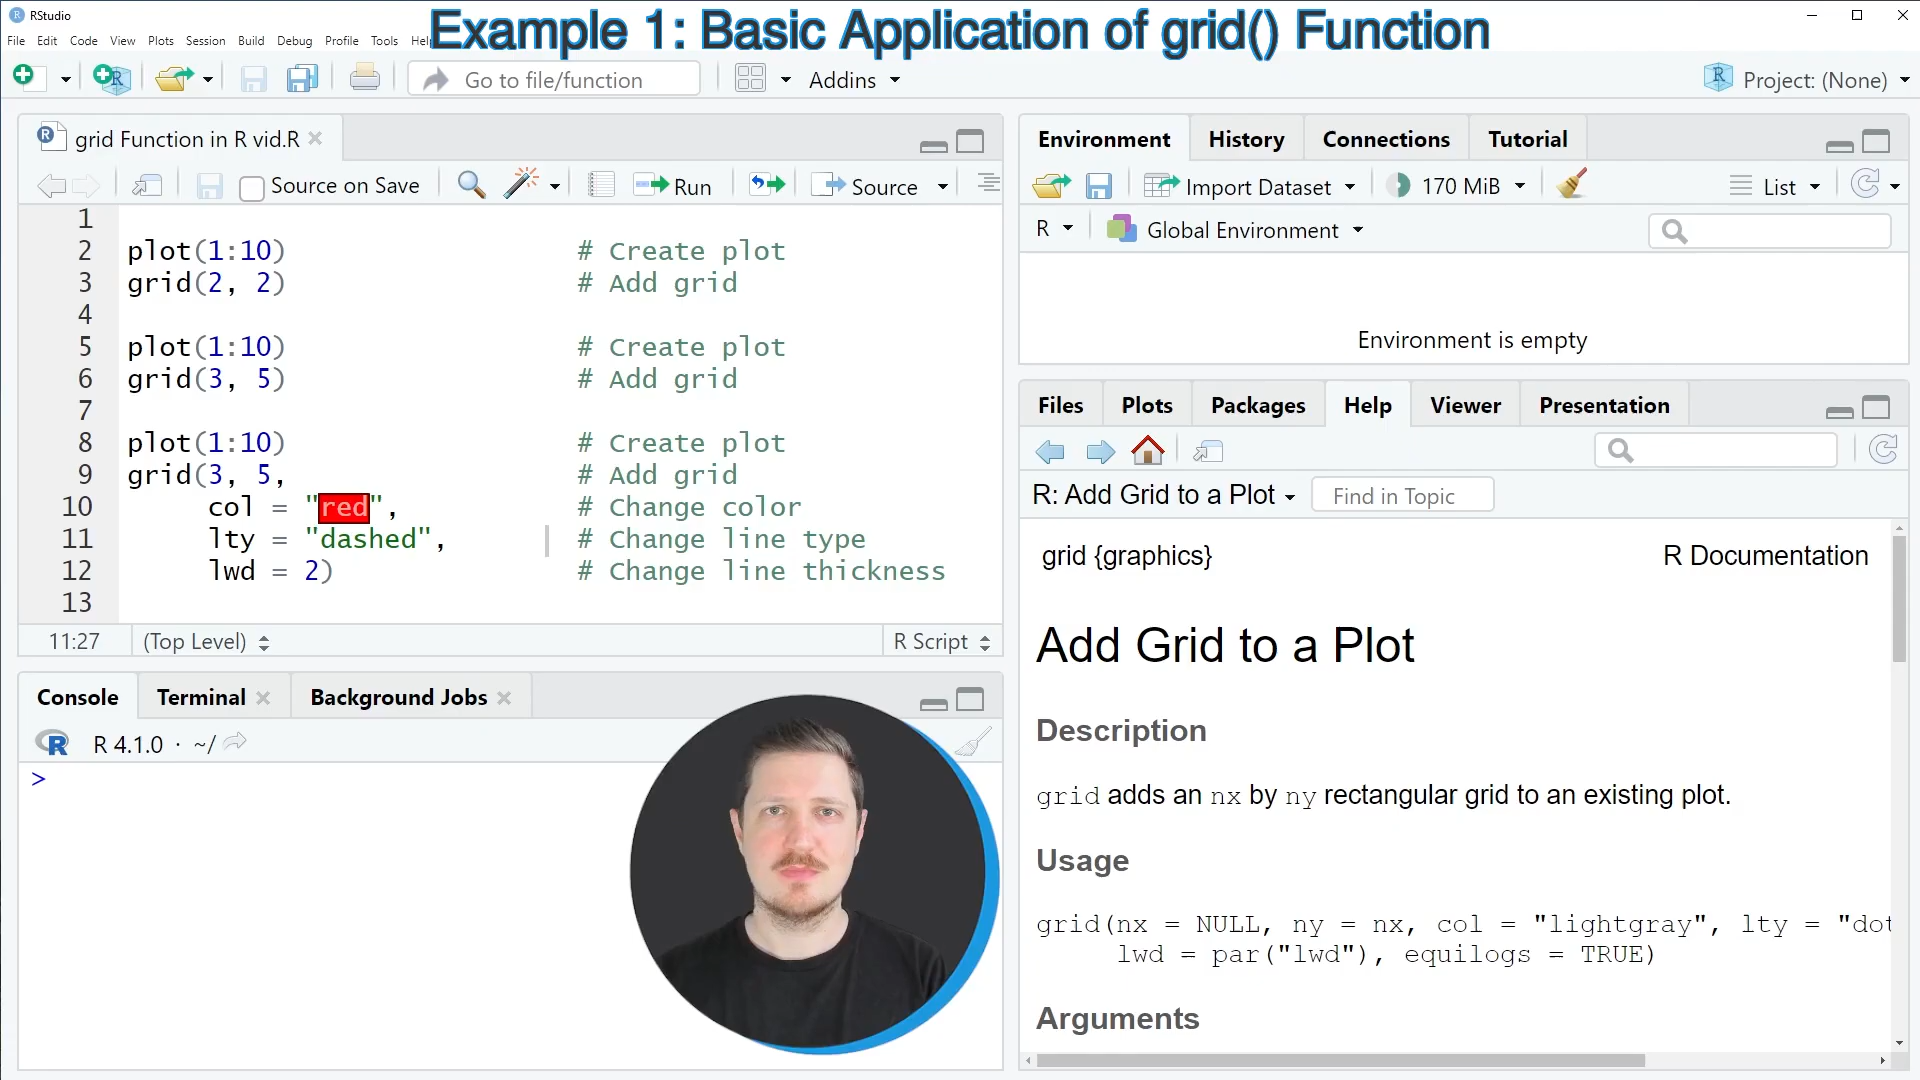 RStudio
Example 1: Basic Application of grid() Function
File Edit Code View Plots Session Build Debug Profile Tools Help
Go to file/function
Addins
Project: (None)
grid Function in R vid.R
Source on Save
Run
Source
1
2 plot(1:10) # Create plot
3 grid(2, 2) # Add grid
4
5 plot(1:10) # Create plot
6 grid(3, 5) # Add grid
7
8 plot(1:10) # Create plot
9 grid(3, 5, # Add grid
10 col = "red", # Change color
11 lty = "dashed", # Change line type
12 lwd = 2) # Change line thickness
13
11:27 (Top Level) R Script
Console Terminal Background Jobs
R 4.1.0 · ~/
>
Environment History Connections Tutorial
Import Dataset 170 MiB List
R Global Environment
Environment is empty
Files Plots Packages Help Viewer Presentation
R: Add Grid to a Plot Find in Topic
grid {graphics} R Documentation
Add Grid to a Plot
Description
grid adds an nx by ny rectangular grid to an existing plot.
Usage
grid(nx = NULL, ny = nx, col = "lightgray", lty = "dot
lwd = par("lwd"), equilogs = TRUE)
Arguments